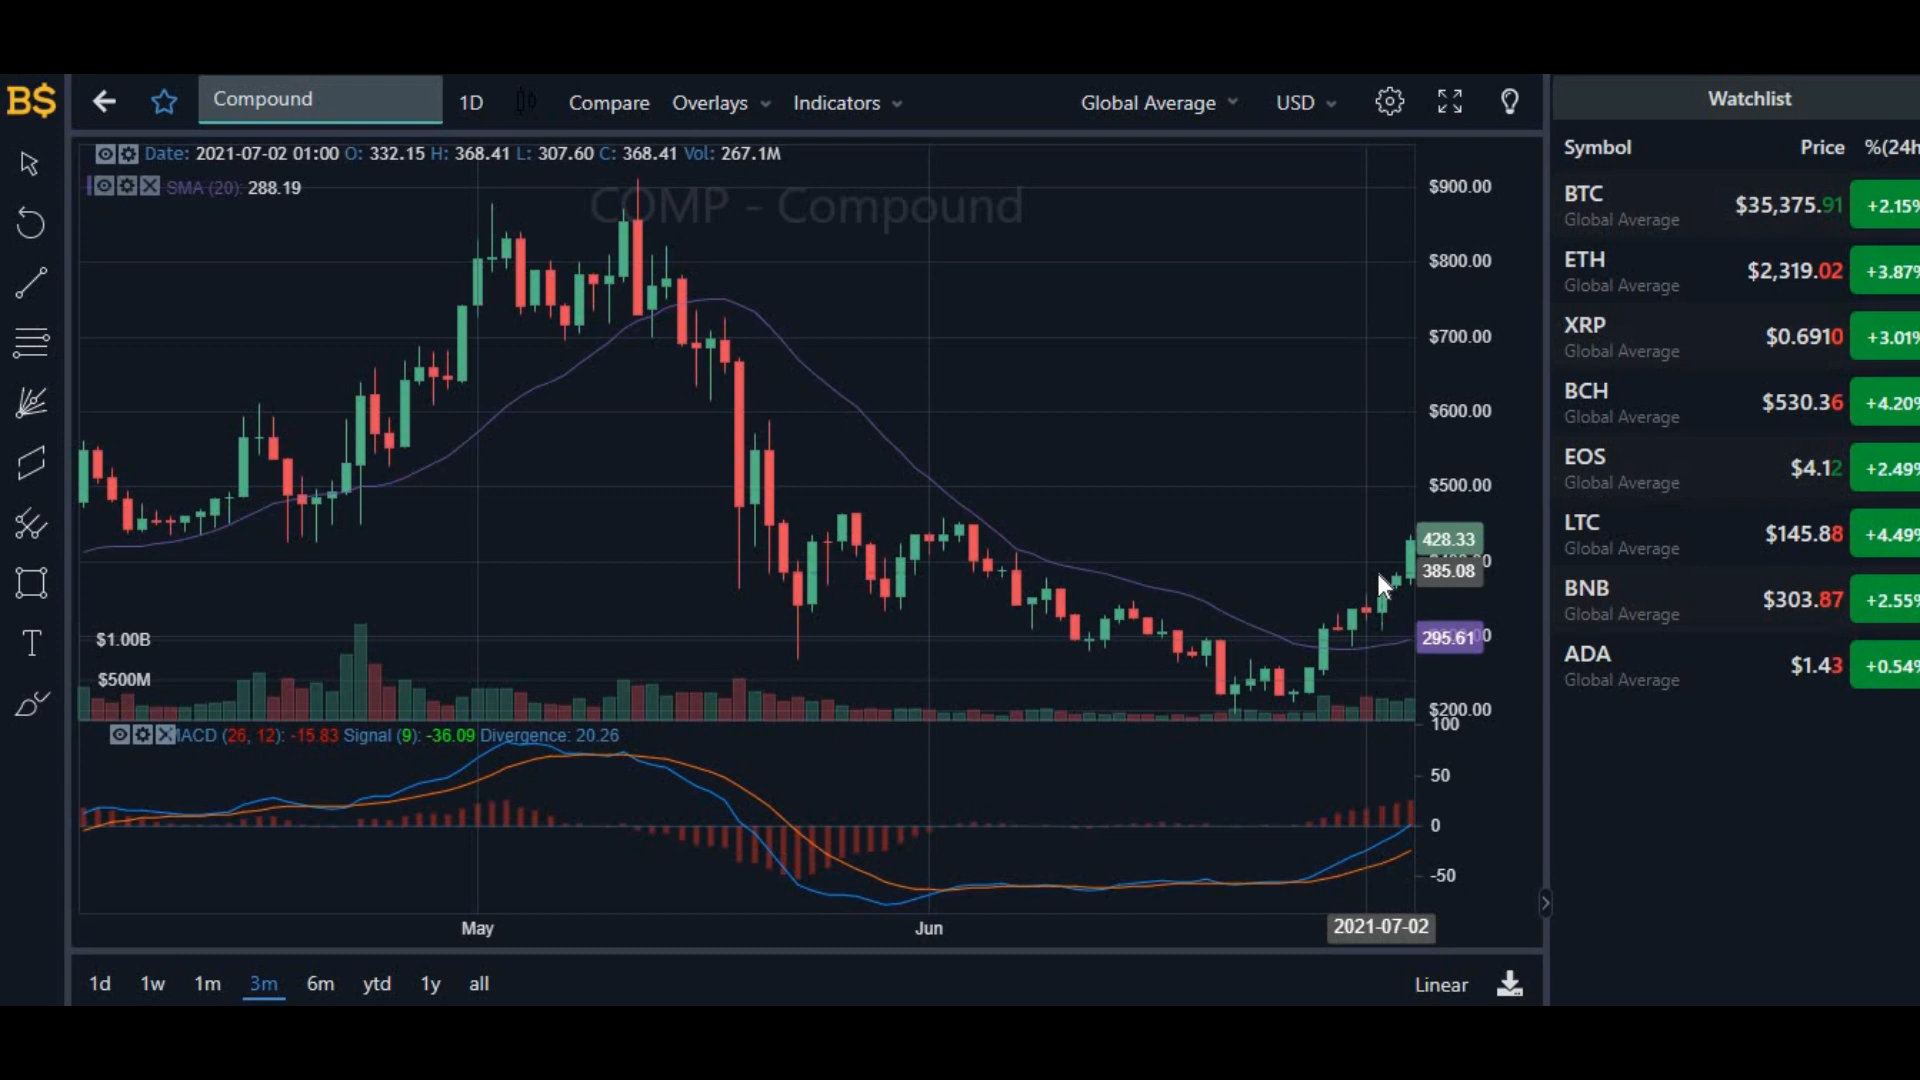 B$
Compound
1D
Compare
Overlays
Indicators
Global Average
USD
Watchlist
Date: 2021-07-02 01:00 O: 332.15 H: 368.41 L: 307.60 C: 368.41 Vol: 267.1M
SMA (20): 288.19
COMP - Compound
$900.00
$800.00
$700.00
$600.00
$500.00
428.33
385.08
295.61
$200.00
$1.00B
$500M
MACD (26, 12): -15.83 Signal (9): -36.09 Divergence: 20.26
100
50
0
-50
May
Jun
2021-07-02
1d 1w 1m 3m 6m ytd 1y all
Linear
Symbol Price %(24h
BTC $35,375.91 +2.15%
Global Average
ETH $2,319.02 +3.87%
Global Average
XRP $0.6910 +3.01%
Global Average
BCH $530.36 +4.20%
Global Average
EOS $4.12 +2.49%
Global Average
LTC $145.88 +4.49%
Global Average
BNB $303.87 +2.55%
Global Average
ADA $1.43 +0.54%
Global Average
T